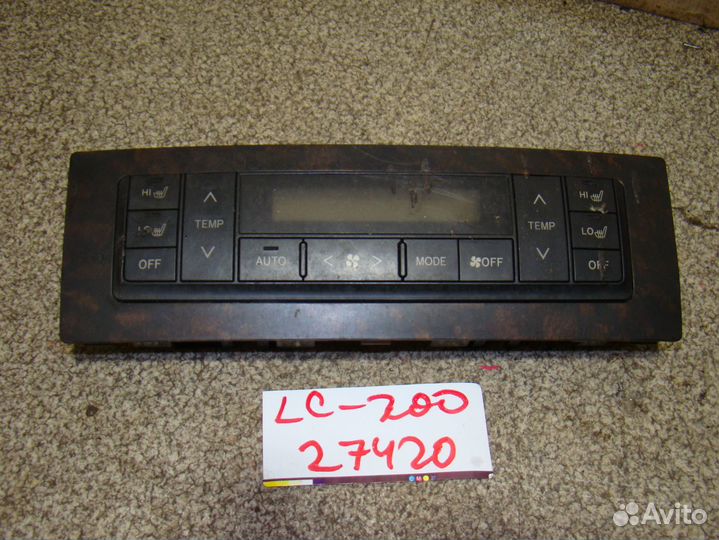 HI
TEMP
LO
OFF
AUTO
< >
MODE
OFF
TEMP
HI
LO
OFF
LC-200
27420
Avito